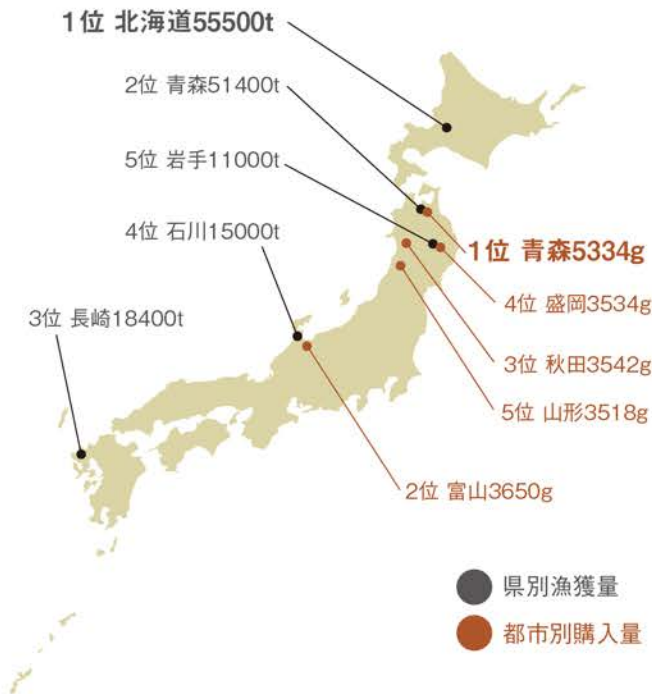 1位 北海道55500t
2位 青森51400t
5位 岩手11000t
4位 石川15000t
3位 長崎18400t
1位 青森5334g
4位 盛岡3534g
3位 秋田3542g
5位 山形3518g
2位 富山3650g
県別漁獲量
都市別購入量